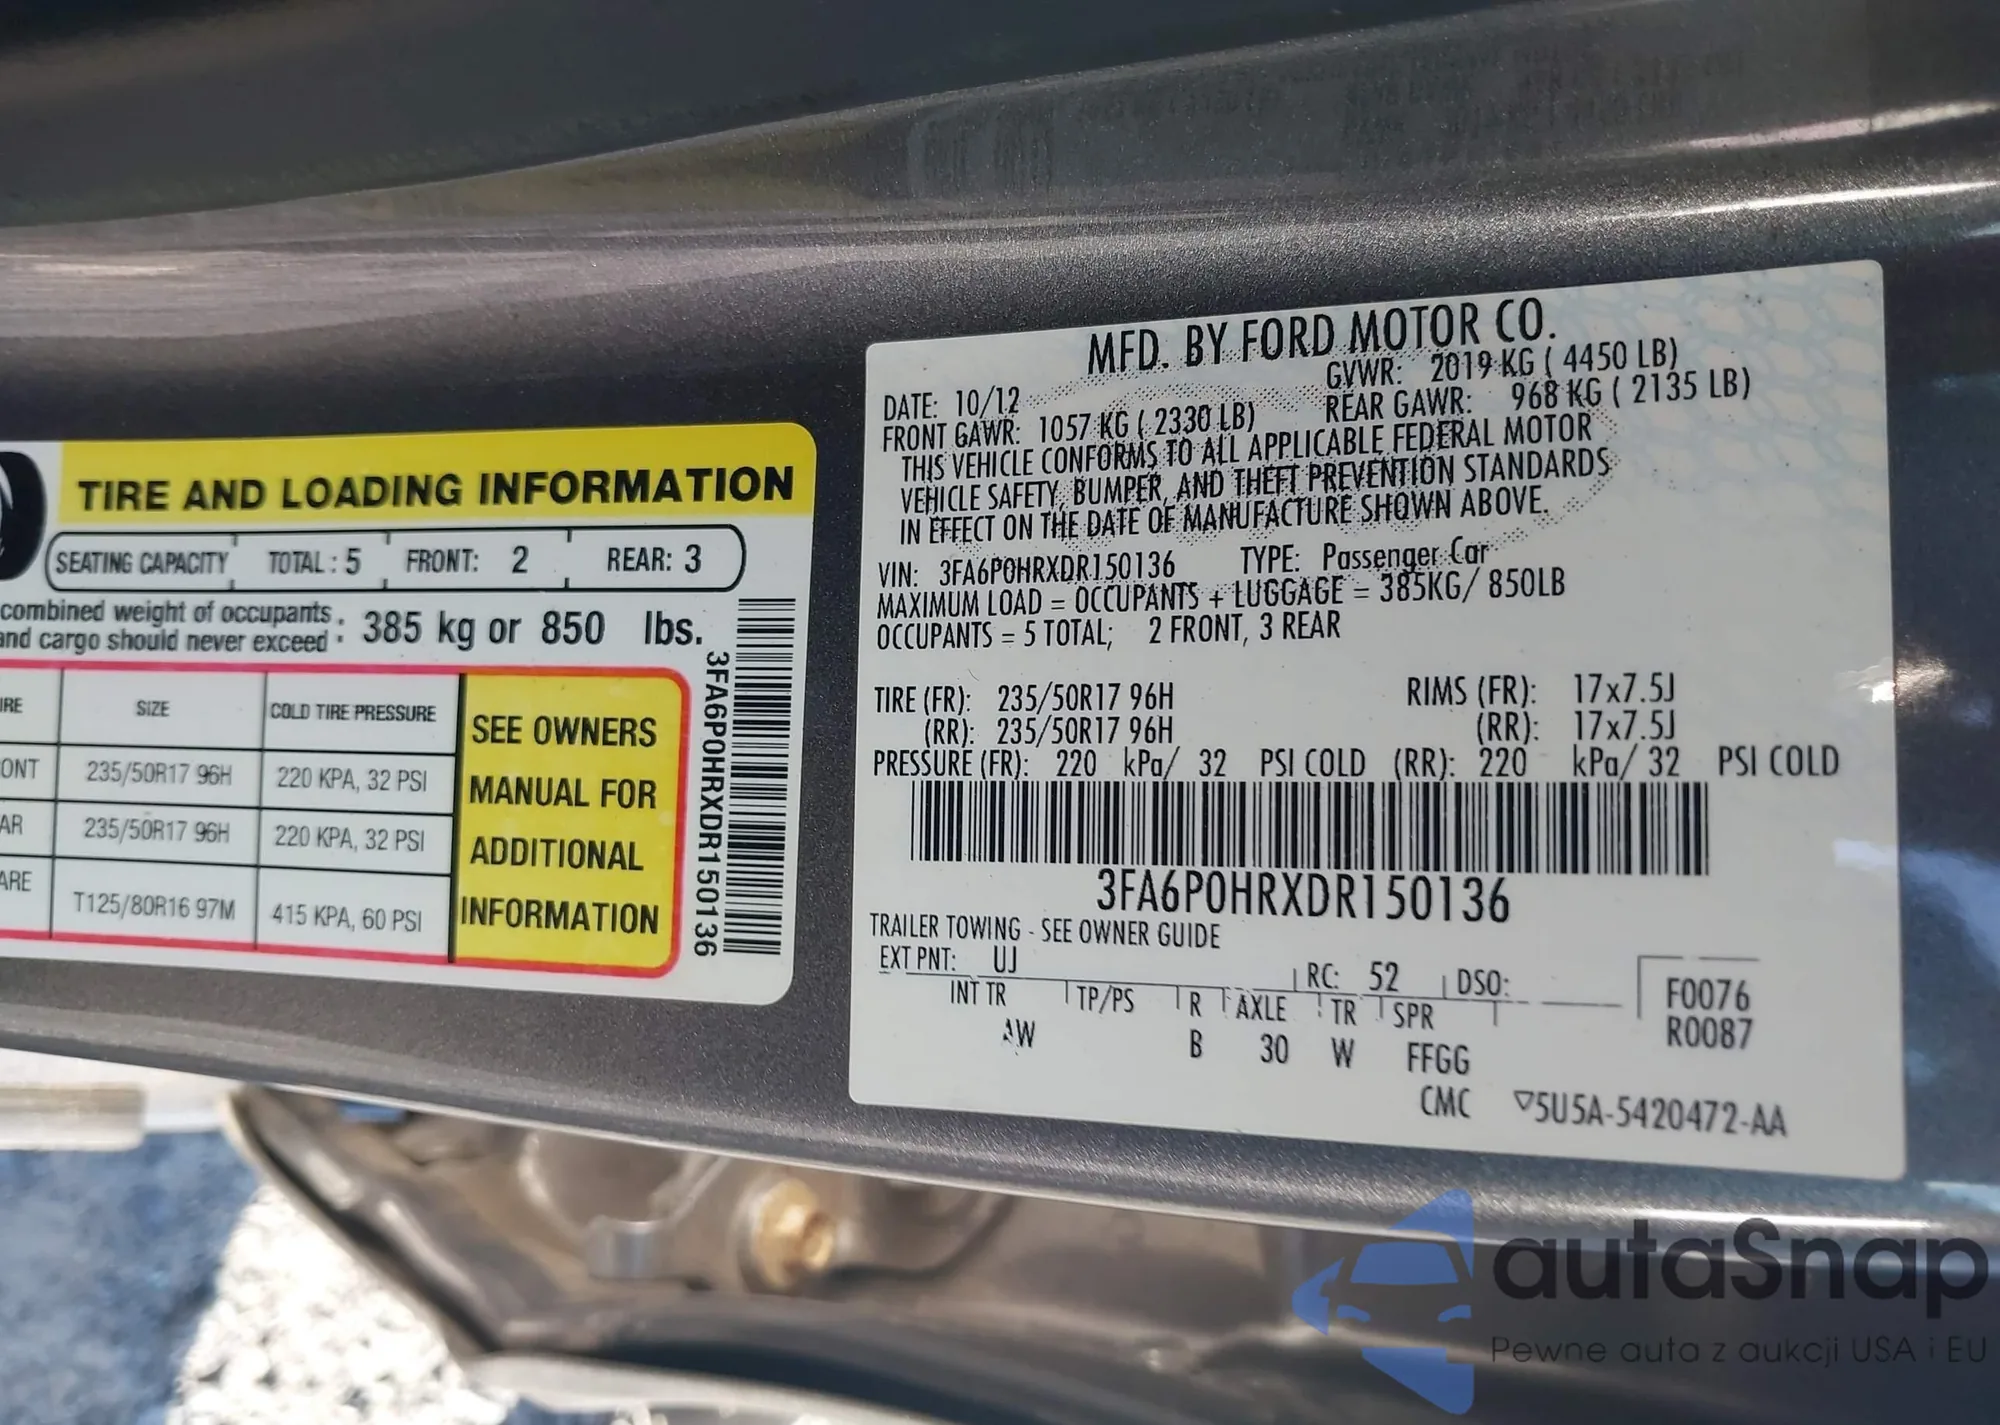 TIRE AND LOADING INFORMATION
SEATING CAPACITY TOTAL : 5 FRONT: 2 REAR: 3
combined weight of occupants
and cargo should never exceed : 385 kg or 850 lbs.
SIZE COLD TIRE PRESSURE
235/50R17 96H 220 KPA, 32 PSI
235/50R17 96H 220 KPA, 32 PSI
T125/80R16 97M 415 KPA, 60 PSI
SEE OWNERS
MANUAL FOR
ADDITIONAL
INFORMATION
3FA6P0HRXDR150136
MFD. BY FORD MOTOR CO.
DATE: 10/12 GVWR: 2019 KG ( 4450 LB)
FRONT GAWR: 1057 KG ( 2330 LB) REAR GAWR: 968 KG ( 2135 LB)
THIS VEHICLE CONFORMS TO ALL APPLICABLE FEDERAL MOTOR
VEHICLE SAFETY, BUMPER, AND THEFT PREVENTION STANDARDS
IN EFFECT ON THE DATE OF MANUFACTURE SHOWN ABOVE.
VIN: 3FA6P0HRXDR150136 TYPE: Passenger Car
MAXIMUM LOAD = OCCUPANTS + LUGGAGE = 385KG/ 850LB
OCCUPANTS = 5 TOTAL; 2 FRONT, 3 REAR
TIRE (FR): 235/50R17 96H RIMS (FR): 17x7.5J
(RR): 235/50R17 96H (RR): 17x7.5J
PRESSURE (FR): 220 kPa/ 32 PSI COLD (RR): 220 kPa/ 32 PSI COLD
3FA6P0HRXDR150136
TRAILER TOWING - SEE OWNER GUIDE
EXT PNT: UJ RC: 52 DSO:
INT TR TP/PS R AXLE TR SPR
AW B 30 W FFGG
F0076
R0087
CMC ▽5U5A-5420472-AA
autaSnap
Pewne auta z aukcji USA i EU